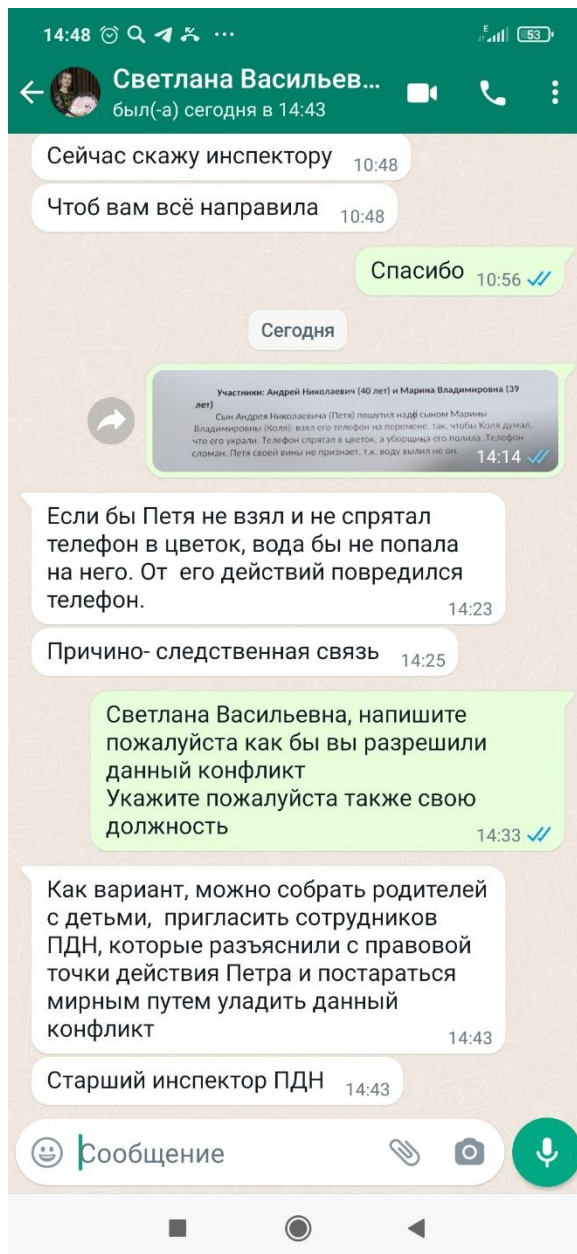 14:48
E
53
Светлана Васильев...
был(-а) сегодня в 14:43
Сейчас скажу инспектору 10:48
Чтоб вам всё направила 10:48
Спасибо 10:56
Сегодня
Участники: Андрей Николаевич (40 лет) и Марина Владимировна (39
лет)
Сын Андрея Николаевича (Петя) пошутил над сыном Марины
Владимировны (Коля): взял его телефон на перемене, так, чтобы Коля думал,
что его украли. Телефон спрятал в цветок, а уборщица его полила. Телефон
сломан. Петя своей вины не признает, т.к. воду вылил не он.
14:14
Если бы Петя не взял и не спрятал
телефон в цветок, вода бы не попала
на него. От его действий повредился
телефон. 14:23
Причино- следственная связь 14:25
Светлана Васильевна, напишите
пожалуйста как бы вы разрешили
данный конфликт
Укажите пожалуйста также свою
должность 14:33
Как вариант, можно собрать родителей
с детьми, пригласить сотрудников
ПДН, которые разъяснили с правовой
точки действия Петра и постараться
мирным путем уладить данный
конфликт 14:43
Старший инспектор ПДН 14:43
Сообщение